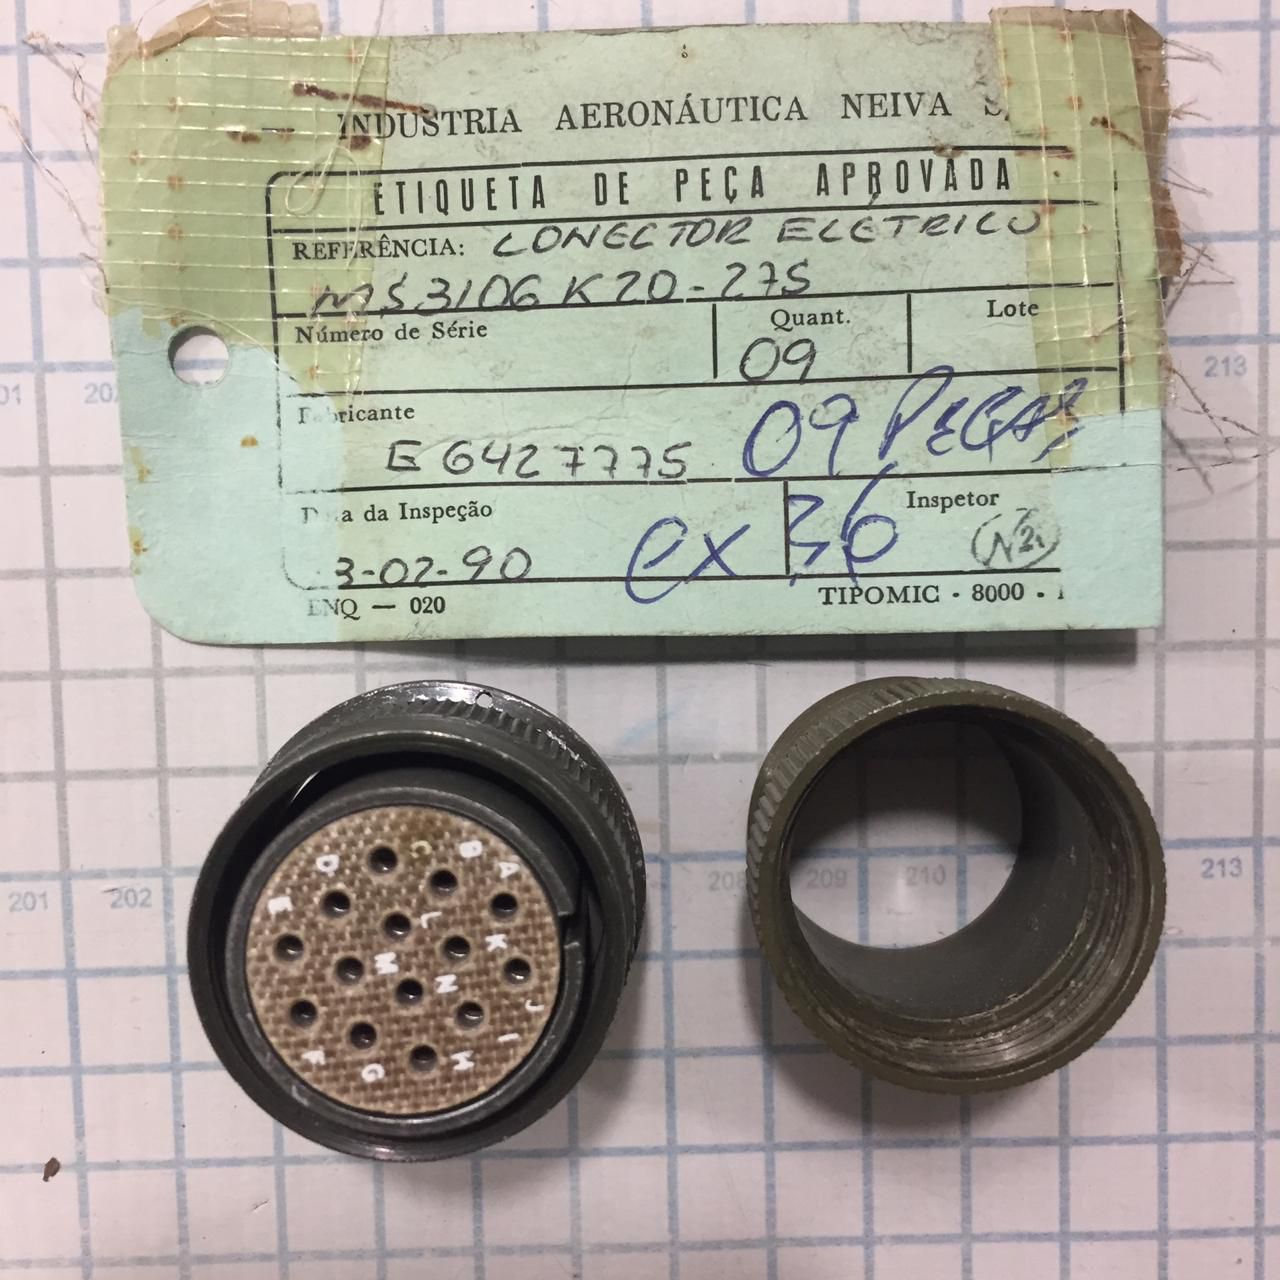 INDUSTRIA AERONÁUTICA NEIVA
ETIQUETA DE PEÇA APROVADA
REFERÊNCIA: CONECTOR ELÉTRICO
MS3106K20-27S
Número de Série
Quant.
09
Lote
Fabricante
E6427775
09 PEÇAS
Data da Inspeção
3-02-90
ex 36
Inspetor
ENQ — 020
TIPOMIC - 8000 -
213
201 202 208 209 210 213
A
B
C
D
E
F
G
H
I
J
K
L
M
N